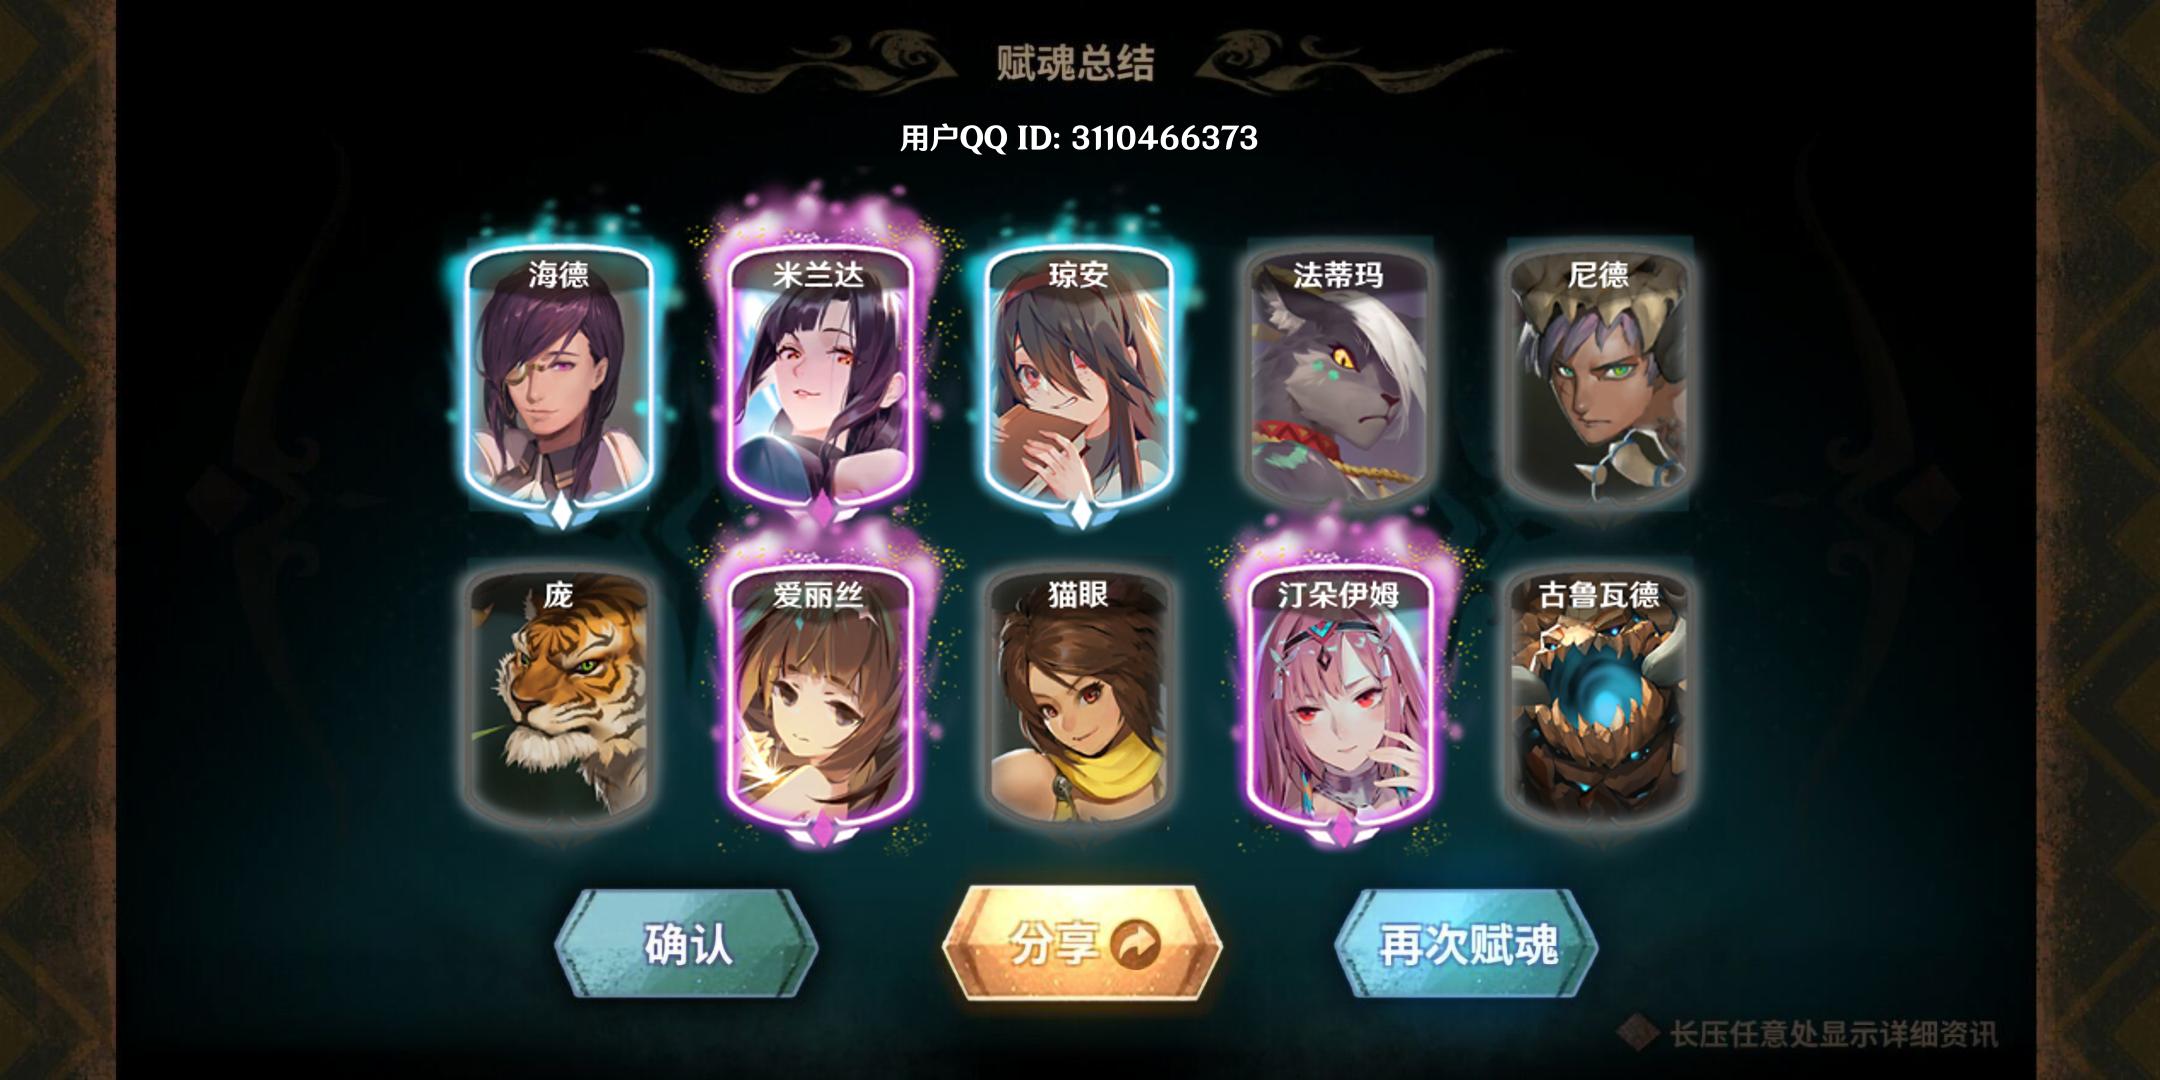 赋魂总结
用户QQ ID: 3110466373
海德
米兰达
琼安
法蒂玛
尼德
庞
爱丽丝
猫眼
汀朵伊姆
古鲁瓦德
确认
分享
再次赋魂
长压任意处显示详细资讯